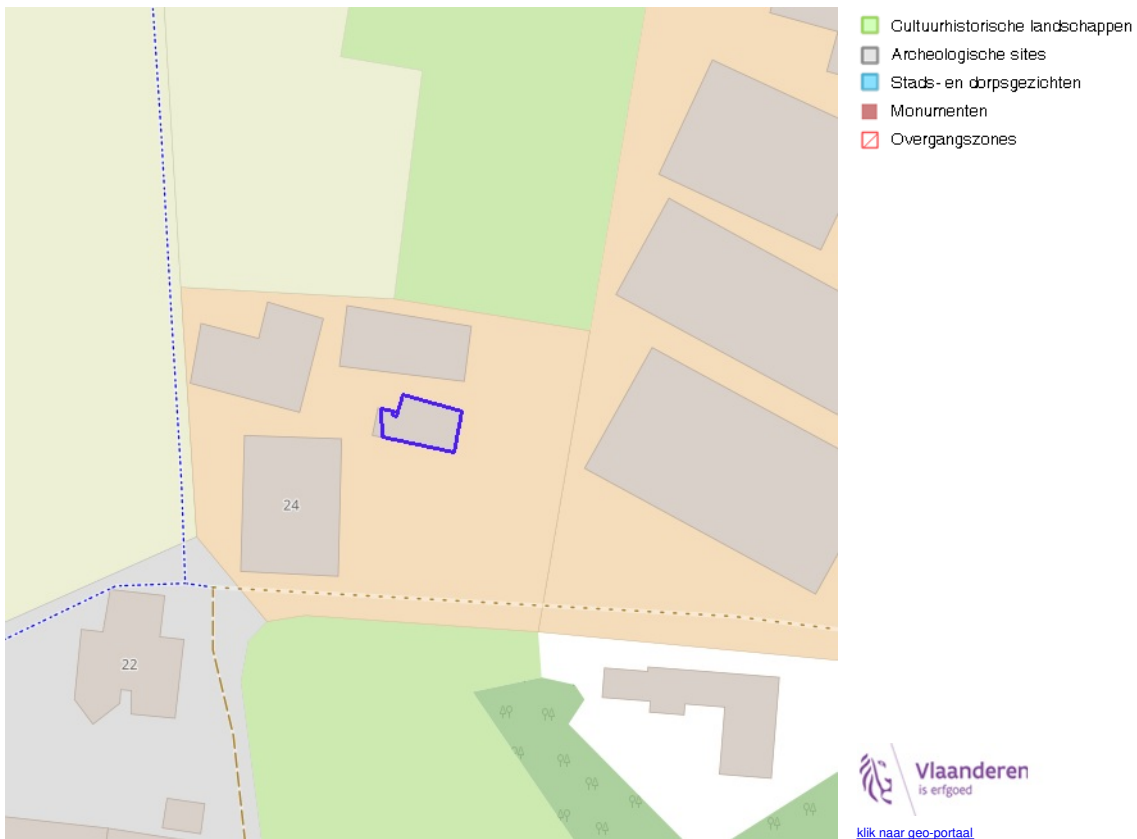 Cultuurhistorische landschappen
Archeologische sites
Stads- en dorpsgezichten
Monumenten
Overgangszones
24
22
Vlaanderen
is erfgoed
klik naar geo-portaal